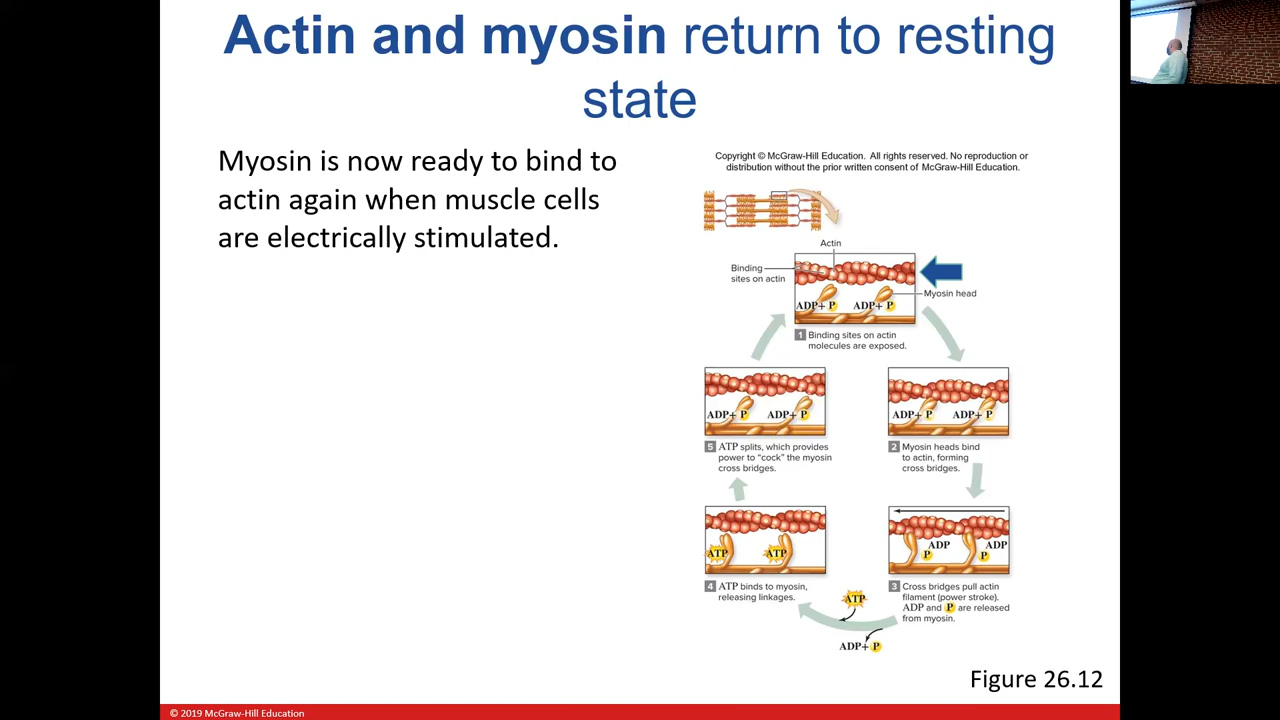 Actin and myosin return to resting
state
Myosin is now ready to bind to
actin again when muscle cells
are electrically stimulated.
Copyright © McGraw-Hill Education. All rights reserved. No reproduction or
distribution without the prior written consent of McGraw-Hill Education.
Actin
Binding
sites on actin
Myosin head
ADP+ P
ADP+ P
1 Binding sites on actin
molecules are exposed.
ADP+ P
ADP+ P
2 Myosin heads bind
to actin, forming
cross bridges.
ADP
P
ADP
P
3 Cross bridges pull actin
filament (power stroke).
ADP and P are released
from myosin.
ATP
ADP+ P
ATP
ATP
4 ATP binds to myosin,
releasing linkages.
ADP+ P
ADP+ P
5 ATP splits, which provides
power to “cock” the myosin
cross bridges.
Figure 26.12
© 2019 McGraw-Hill Education